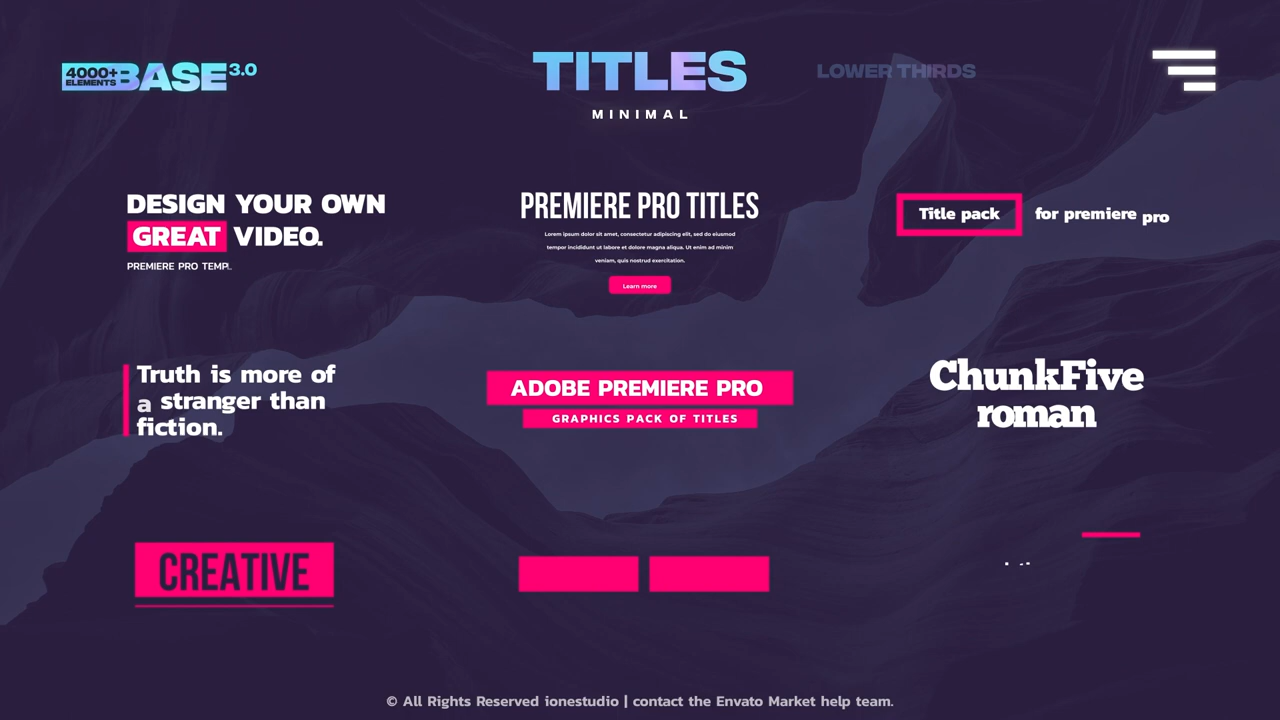 4000+
ELEMENTS
BASE 3.0
TITLES
MINIMAL
LOWER THIRDS
DESIGN YOUR OWN
GREAT VIDEO.
PREMIERE PRO TEMP
PREMIERE PRO TITLES
Lorem ipsum dolor sit amet, consectetur adipiscing elit, sed do eiusmod
tempor incididunt ut labore et dolore magna aliqua. Ut enim ad minim
veniam, quis nostrud exercitation.
Learn more
Title pack for premiere pro
Truth is more of
a stranger than
fiction.
ADOBE PREMIERE PRO
GRAPHICS PACK OF TITLES
ChunkFive
roman
CREATIVE
© All Rights Reserved ionestudio | contact the Envato Market help team.